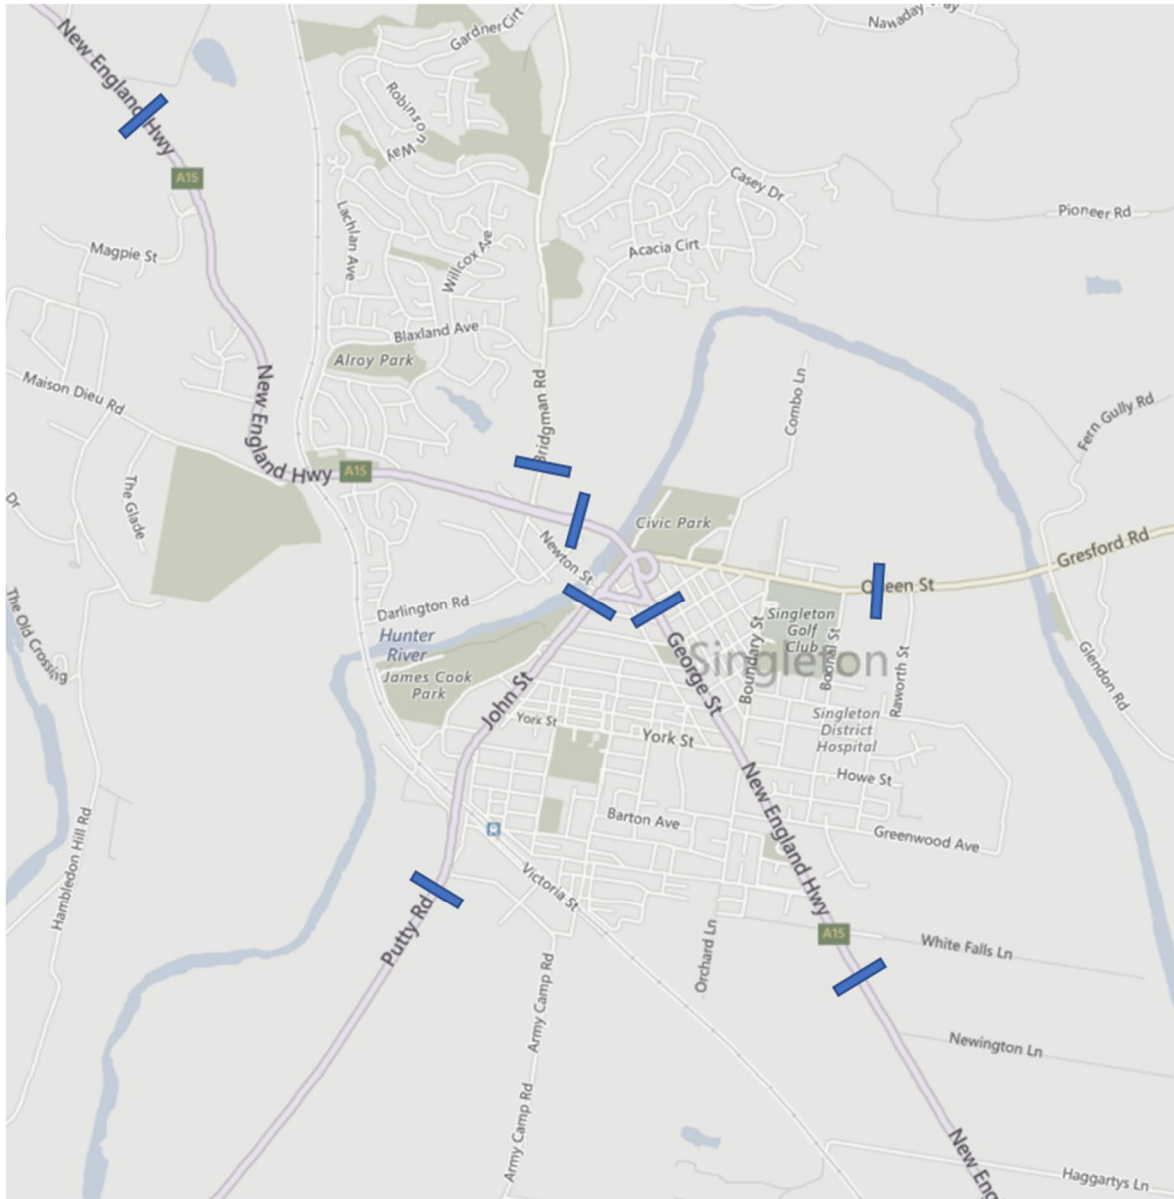 Nawaday Way
Gardner Cirt
New England Hwy
Robinson Way
A15
Casey Dr
Pioneer Rd
Lachlan Ave
Willcox Ave
Acacia Cirt
Magpie St
Blaxland Ave
Alroy Park
Maison Dieu Rd
New England Hwy
Bridgman Rd
Combo Ln
Fern Gully Rd
A15
The Glade
Dr
Civic Park
Newton St
Gresford Rd
Queen St
Darlington Rd
The Old Crossing
Hunter
River
Singleton
Golf
Club
James Cook
Park
George St
Singleton
Boundary St
Boonal St
Raworth St
Glendon Rd
John St
York St
York St
Singleton
District
Hospital
New England Hwy
Howe St
Barton Ave
Greenwood Ave
Hambledon Hill Rd
Victoria St
Putty Rd
A15
White Falls Ln
Orchard Ln
Army Camp Rd
Newington Ln
Army Camp Rd
New Eng
Haggartys Ln